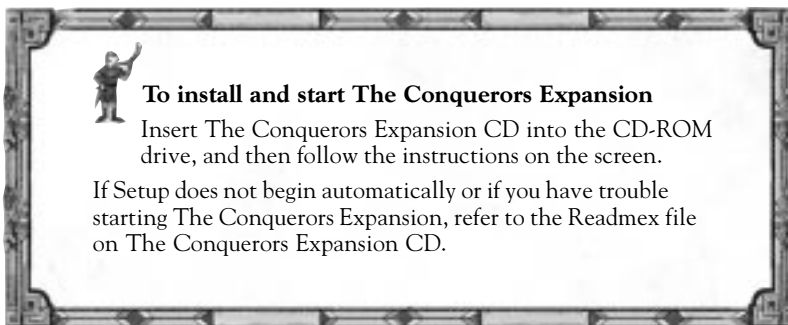 To install and start The Conquerors Expansion
Insert The Conquerors Expansion CD into the CD-ROM
drive, and then follow the instructions on the screen.
If Setup does not begin automatically or if you have trouble
starting The Conquerors Expansion, refer to the Readmex file
on The Conquerors Expansion CD.